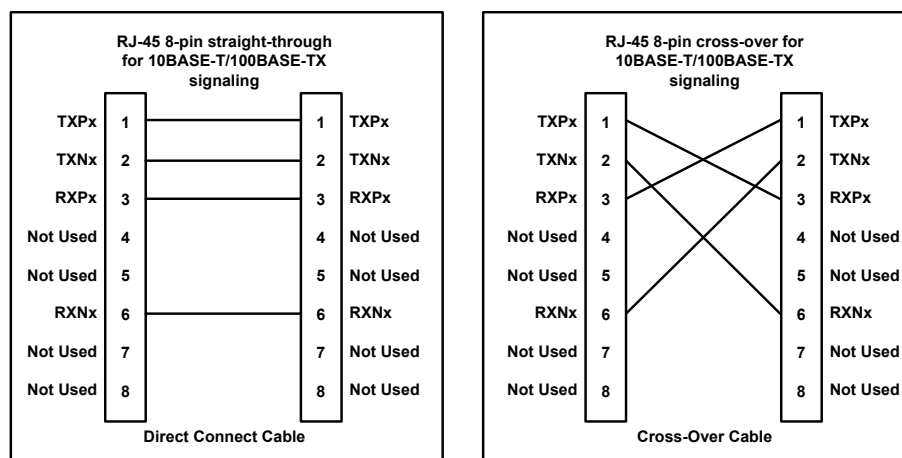 RJ-45 8-pin straight-through
for 10BASE-T/100BASE-TX
signaling
TXPx 1 1 TXPx
TXNx 2 2 TXNx
RXPx 3 3 RXPx
Not Used 4 4 Not Used
Not Used 5 5 Not Used
RXNx 6 6 RXNx
Not Used 7 7 Not Used
Not Used 8 8 Not Used
Direct Connect Cable
RJ-45 8-pin cross-over for
10BASE-T/100BASE-TX
signaling
TXPx 1 1 TXPx
TXNx 2 2 TXNx
RXPx 3 3 RXPx
Not Used 4 4 Not Used
Not Used 5 5 Not Used
RXNx 6 6 RXNx
Not Used 7 7 Not Used
Not Used 8 8 Not Used
Cross-Over Cable